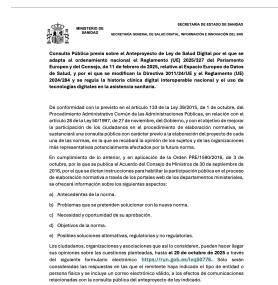 MINISTERIO DE SANIDAD
SECRETARÍA DE ESTADO DE SANIDAD
SECRETARÍA GENERAL DE SALUD DIGITAL, INFORMACIÓN E INNOVACIÓN DEL SNS
Consulta Pública previa sobre el Anteproyecto de Ley de Salud Digital por el que se
adapta el ordenamiento nacional el Reglamento (UE) 2025/327 del Parlamento
Europeo y del Consejo, de 11 de febrero de 2025, relativo al Espacio Europeo de Datos
de Salud, y por el que se modifican la Directiva 2011/24/UE y el Reglamento (UE)
2024/284 y se regula la historia clínica digital interoperable nacional y el uso de
tecnologías digitales en la asistencia sanitaria.
De conformidad con lo previsto en el artículo 133 de la Ley 39/2015, de 1 de octubre, del
Procedimiento Administrativo Común de las Administraciones Públicas, en relación con el
artículo 26 de la Ley 50/1997, de 27 de noviembre, del Gobierno, y con el objetivo de mejorar
la participación de los ciudadanos en el procedimiento de elaboración normativa, se
sustanciará una consulta pública con carácter previo a la elaboración del proyecto de cada
una de las normas, en la que se recabará la opinión de los sujetos y de las organizaciones
más representativas potencialmente afectados por la futura norma.
En cumplimiento de lo anterior, y en aplicación de la Orden PRE/1590/2016, de 3 de
octubre, por la que se publica el Acuerdo del Consejo de Ministros de 30 de septiembre de
2016, por el que se dictan instrucciones para habilitar la participación pública en el proceso
de elaboración normativa a través de los portales web de los departamentos ministeriales,
se ofrecerá información sobre los siguientes aspectos:
a) Antecedentes de la norma.
b) Problemas que se pretenden solucionar con la nueva norma.
c) Necesidad y oportunidad de su aprobación.
d) Objetivos de la norma.
e) Posibles soluciones alternativas, regulatorias y no regulatorias.
Los ciudadanos, organizaciones y asociaciones que así lo consideren, pueden hacer llegar
sus opiniones sobre las cuestiones planteadas, hasta el 20 de octubre de 2025 a través
del siguiente formulario electrónico Sólo serán
consideradas las respuestas en las que el remitente haya indicado el tipo de entidad o
persona física y se incluya un correo electrónico válido, a los efectos de comunicaciones
relacionadas con la consulta pública del anteproyecto de ley indicado.